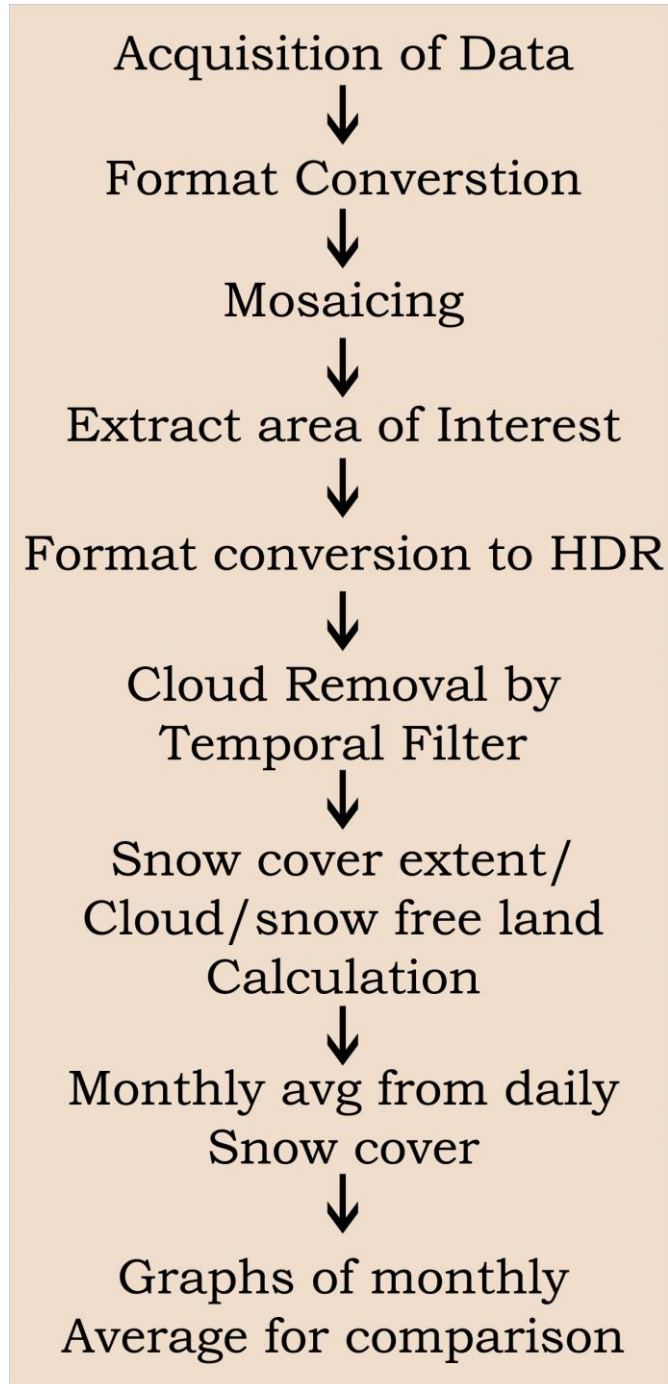 Acquisition of Data
Format Converstion
Mosaicing
Extract area of Interest
Format conversion to HDR
Cloud Removal by
Temporal Filter
Snow cover extent/
Cloud/snow free land
Calculation
Monthly avg from daily
Snow cover
Graphs of monthly
Average for comparison